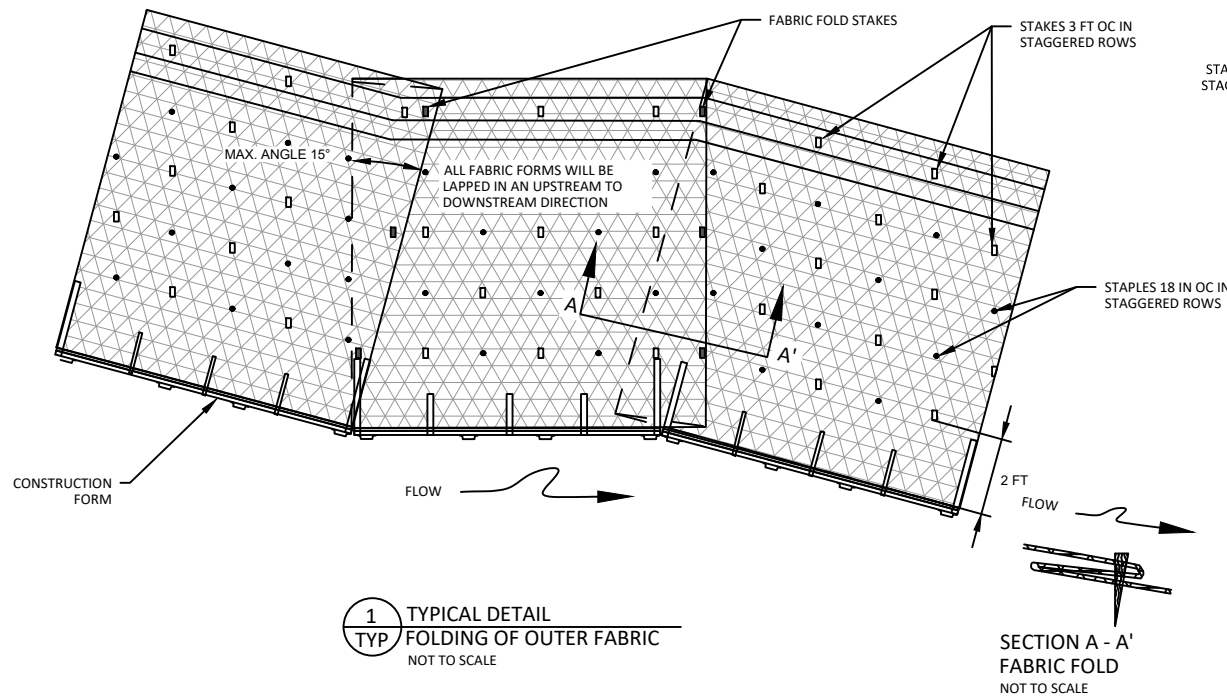 FABRIC FOLD STAKES
STAKES 3 FT OC IN
STAGGERED ROWS
STA
STAG
MAX. ANGLE 15°
ALL FABRIC FORMS WILL BE
LAPPED IN AN UPSTREAM TO
DOWNSTREAM DIRECTION
A
A'
STAPLES 18 IN OC IN
STAGGERED ROWS
CONSTRUCTION
FORM
FLOW
2 FT
FLOW
1
TYP
TYPICAL DETAIL
FOLDING OF OUTER FABRIC
NOT TO SCALE
SECTION A - A'
FABRIC FOLD
NOT TO SCALE